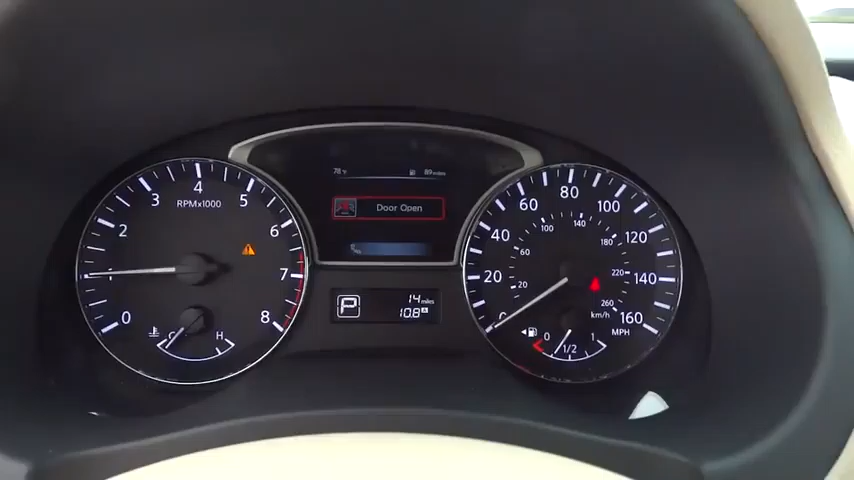 78°F 89 miles
Door Open
0 2 3 4 5 6 7 8
RPMx1000
C H
P
14 miles
10.8 A
0 20 40 60 80 100 120 140 160
20 60 100 140 180 220 260
km/h MPH
0 1/2 1